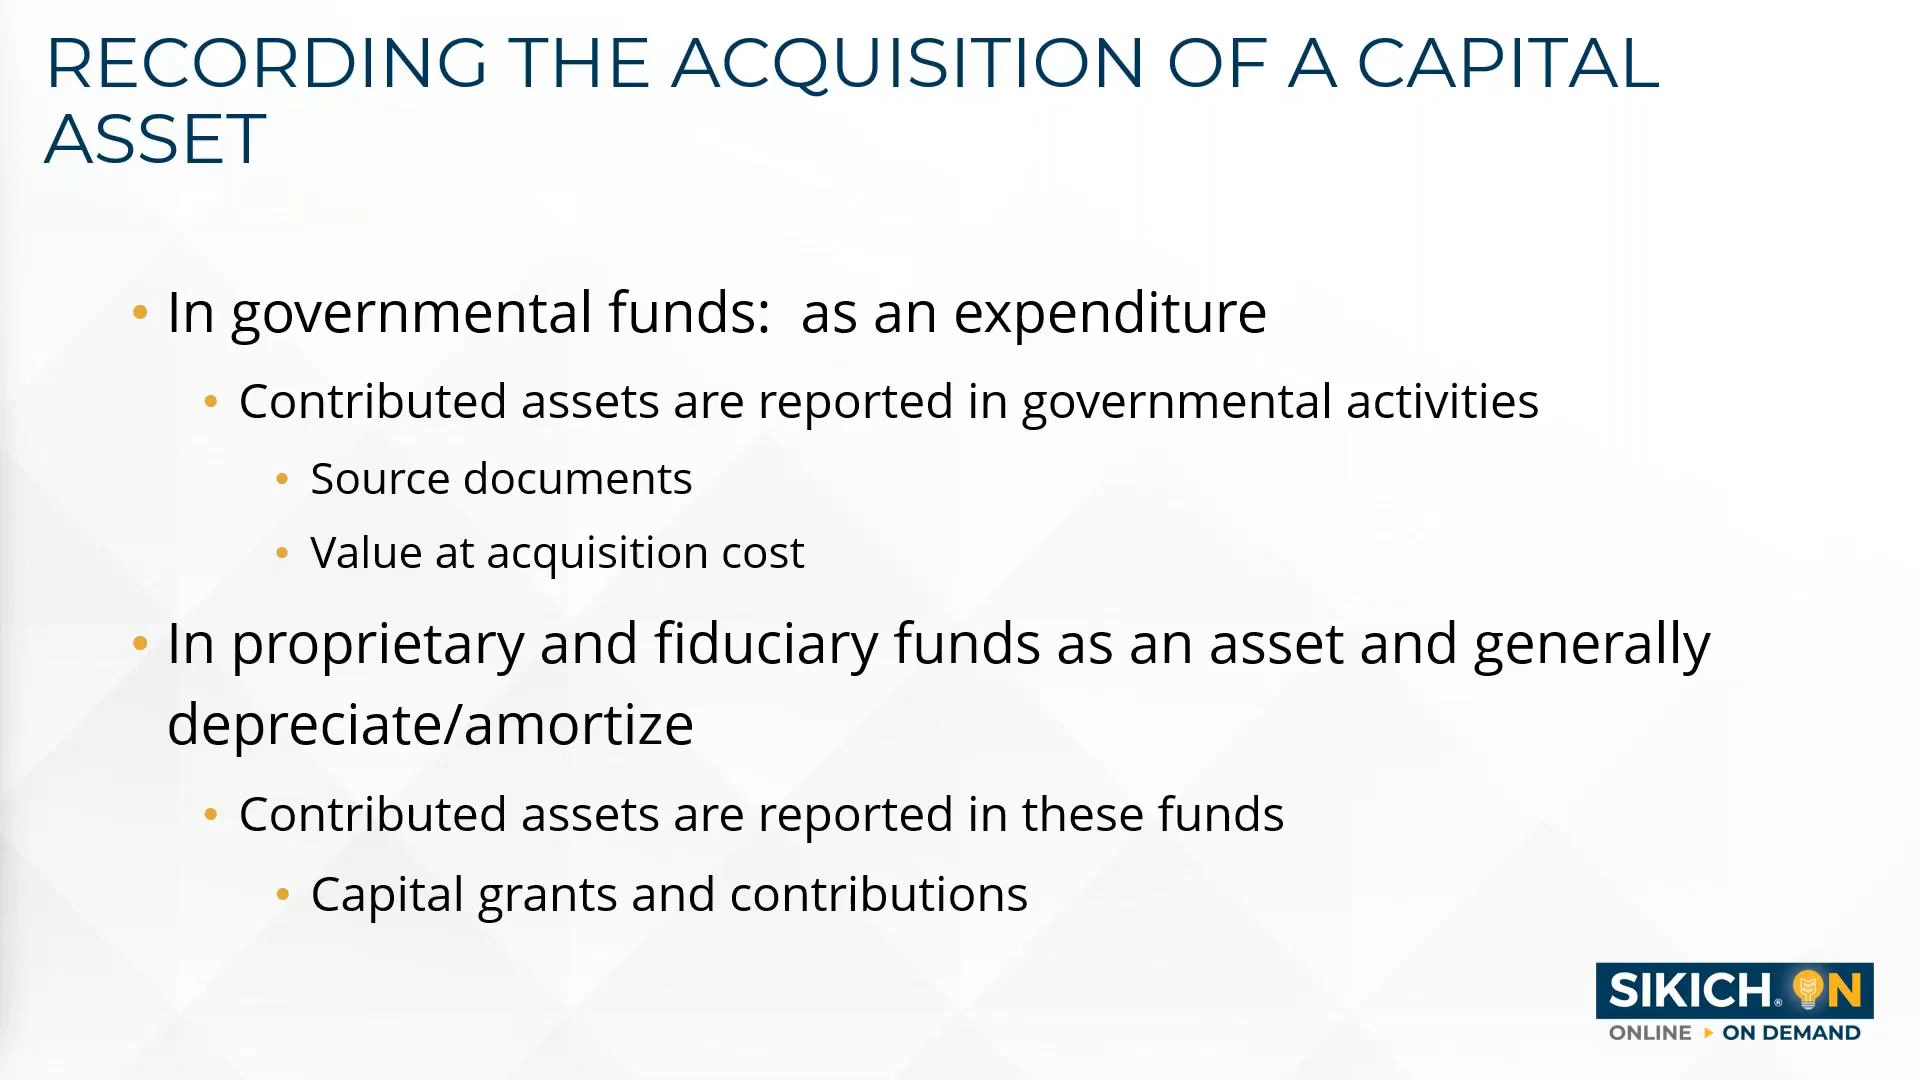 RECORDING THE ACQUISITION OF A CAPITAL
ASSET
• In governmental funds:  as an expenditure
• Contributed assets are reported in governmental activities
• Source documents
• Value at acquisition cost
• In proprietary and fiduciary funds as an asset and generally
depreciate/amortize
• Contributed assets are reported in these funds
• Capital grants and contributions
SIKICH® ON
ONLINE ▸ ON DEMAND